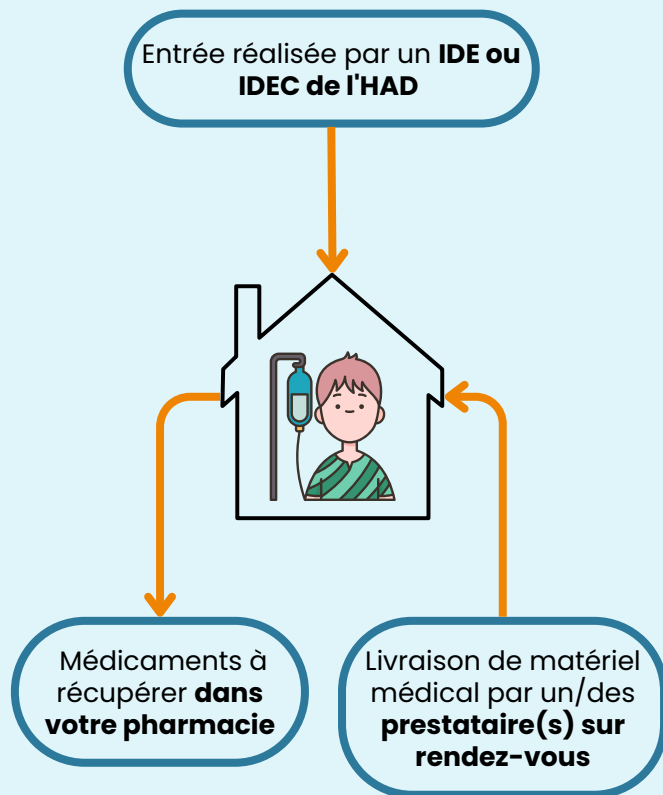 Entrée réalisée par un IDE ou
IDEC de l'HAD
Médicaments à
récupérer dans
votre pharmacie
Livraison de matériel
médical par un/des
prestataire(s) sur
rendez-vous